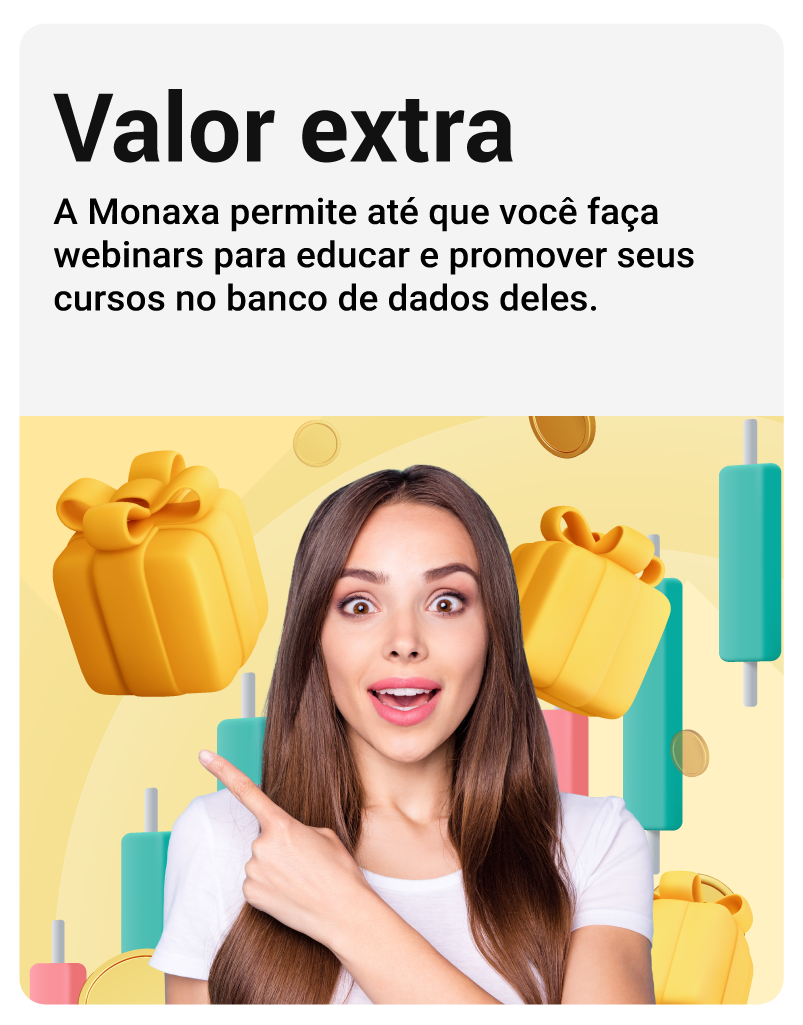 Valor extra
A Monaxa permite até que você faça
webinars para educar e promover seus
cursos no banco de dados deles.